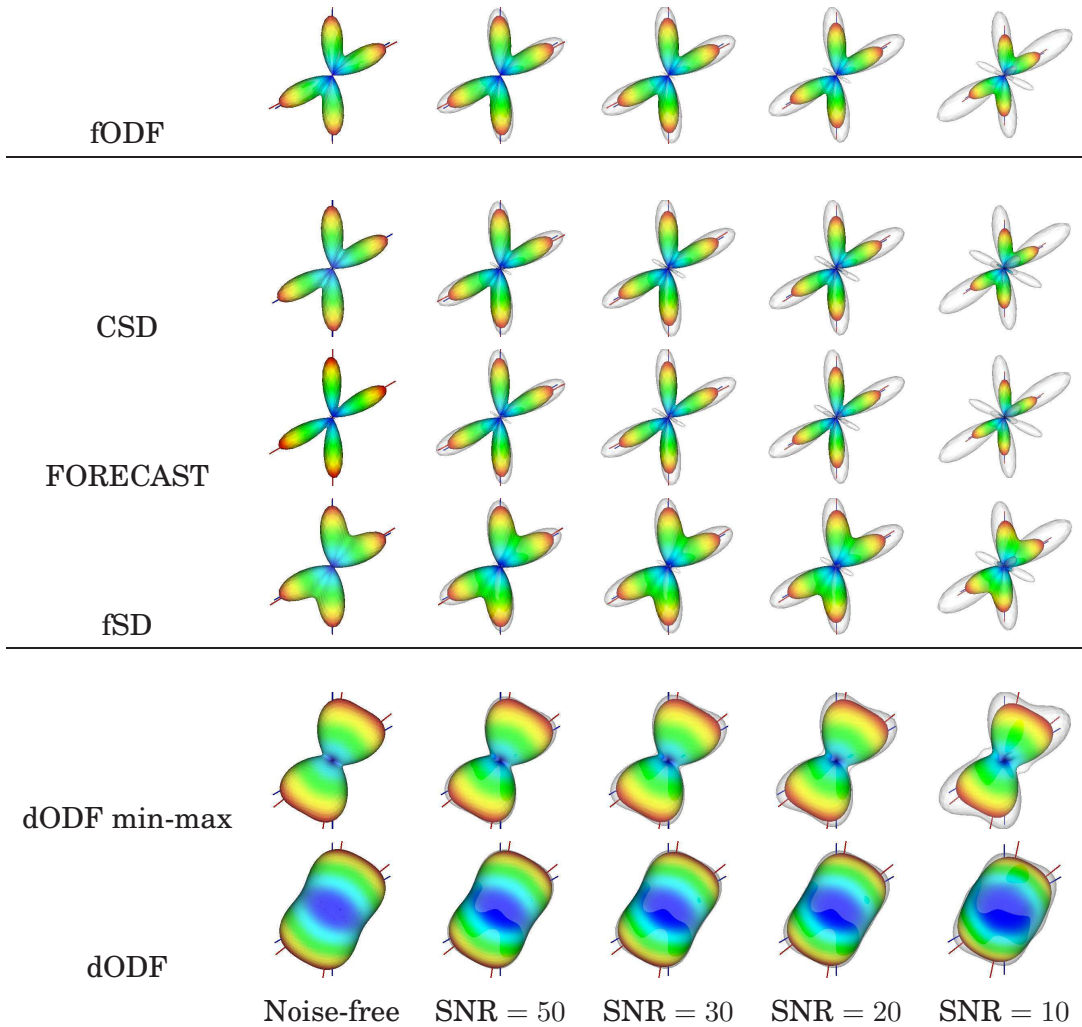 fODF
CSD
FORECAST
fSD
dODF min-max
dODF
Noise-free SNR = 50 SNR = 30 SNR = 20 SNR = 10